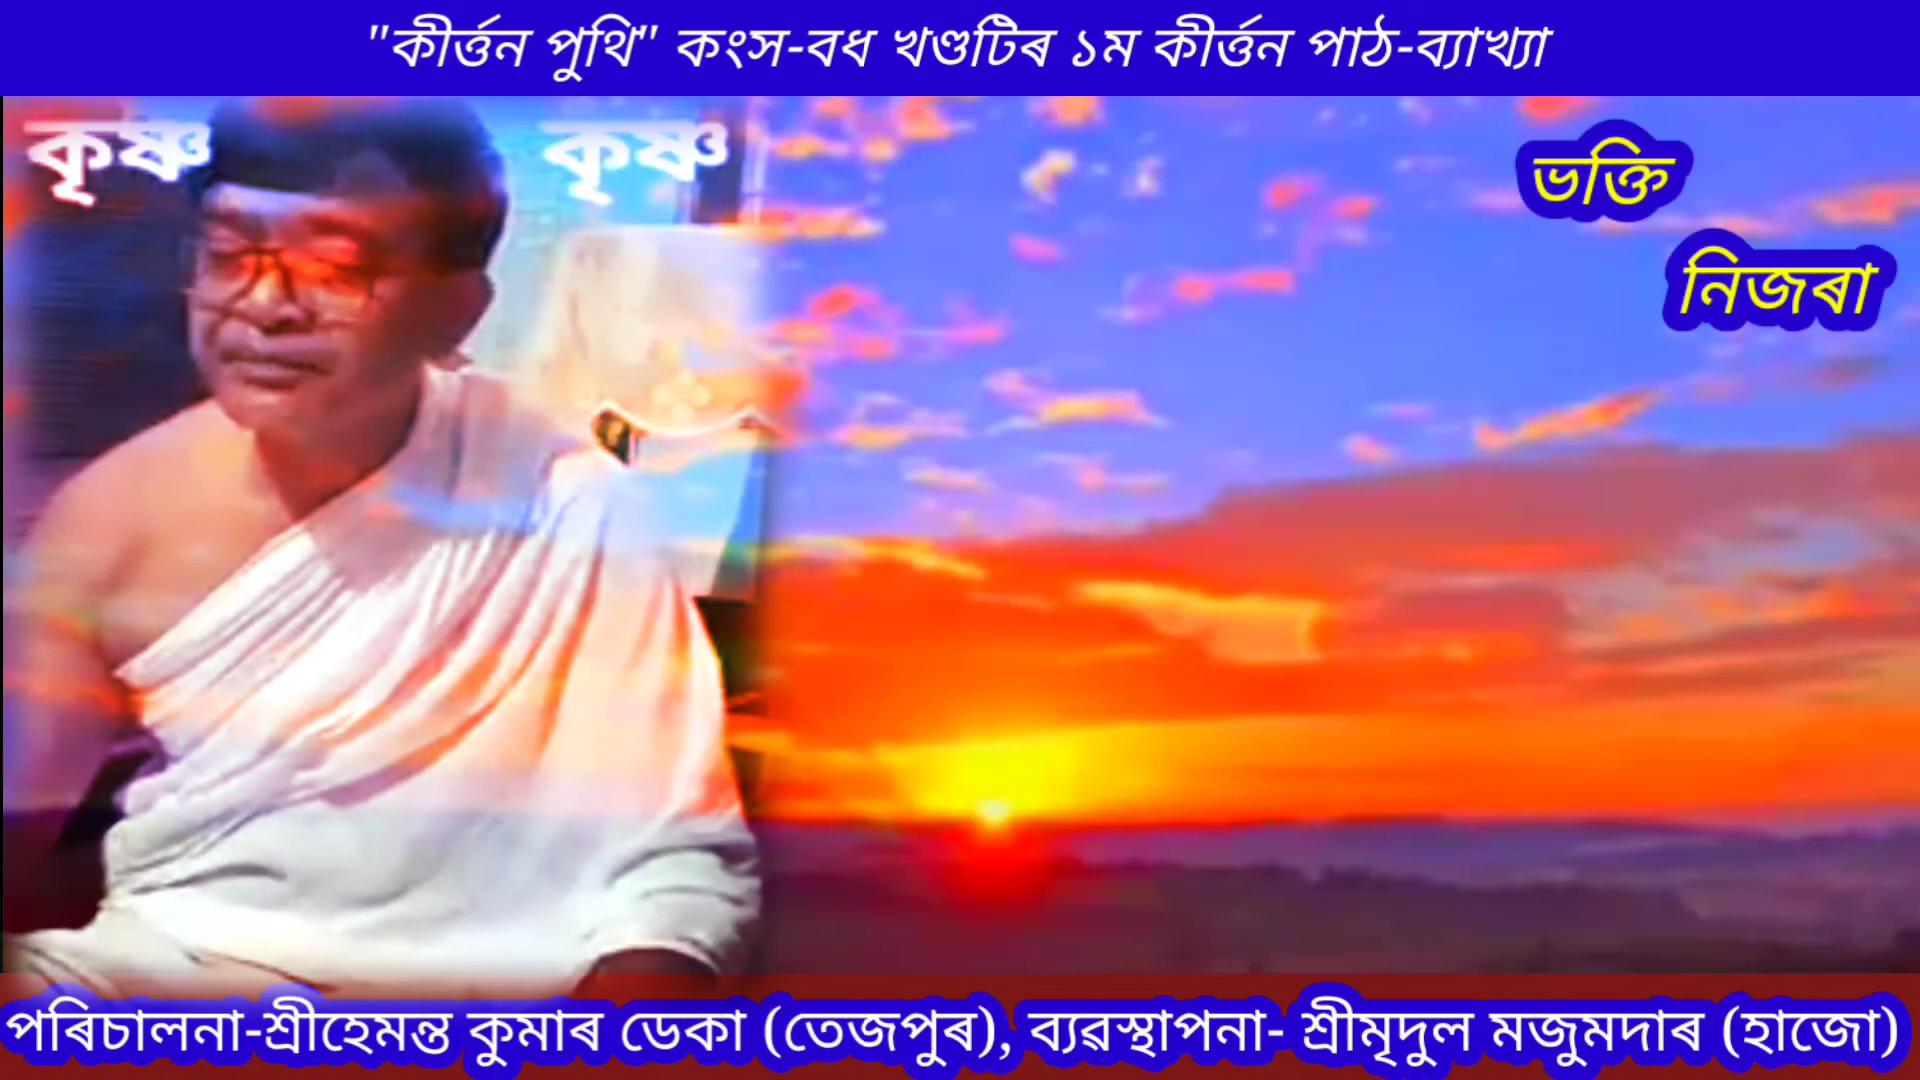 "কীৰ্ত্তন পুথি" কংস-বধ খণ্ডটিৰ ১ম কীৰ্ত্তন পাঠ-ব্যাখ্যা
কৃষ্ণ কৃষ্ণ
ভক্তি
নিজৰা
পৰিচালনা-শ্ৰীহেমন্ত কুমাৰ ডেকা (তেজপুৰ), ব্যৱস্থাপনা- শ্ৰীমৃদুল মজুমদাৰ (হাজো)